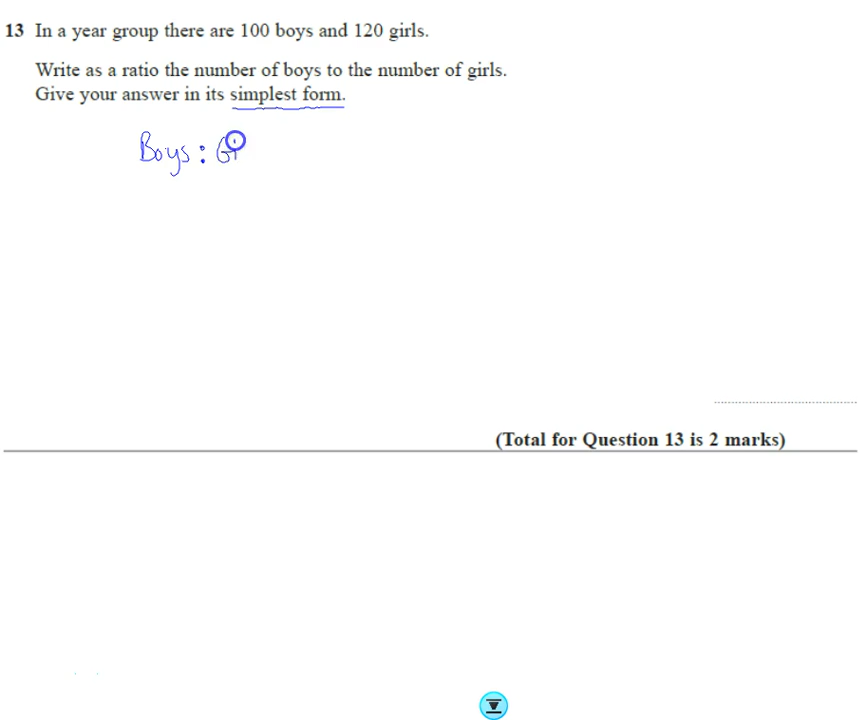 13 In a year group there are 100 boys and 120 girls.
Write as a ratio the number of boys to the number of girls.
Give your answer in its simplest form.
Boys :
(Total for Question 13 is 2 marks)